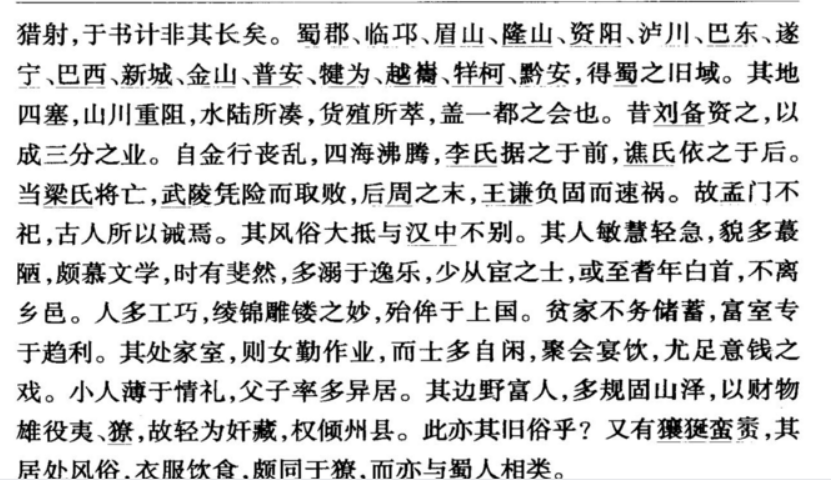 猎射,于书计非其长矣。蜀郡、临邛、眉山、隆山、资阳、泸川、巴东、遂
宁、巴西、新城、金山、普安、犍为、越嶲、牂柯、黔安,得蜀之旧域。其地
四塞,山川重阻,水陆所凑,货殖所萃,盖一都之会也。昔刘备资之,以
成三分之业。自金行丧乱,四海沸腾,李氏据之于前,谯氏依之于后。
当梁氏将亡,武陵凭险而取败,后周之末,王谦负固而速祸。故孟门不
祀,古人所以诫焉。其风俗大抵与汉中不别。其人敏慧轻急,貌多蕞
陋,颇慕文学,时有斐然,多溺于逸乐,少从宦之士,或至耆年白首,不离
乡邑。人多工巧,绫锦雕镂之妙,殆侔于上国。贫家不务储蓄,富室专
于趋利。其处家室,则女勤作业,而士多自闲,聚会宴饮,尤足意钱之
戏。小人薄于情礼,父子率多异居。其边野富人,多规固山泽,以财物
雄役夷、獠,故轻为奸藏,权倾州县。此亦其旧俗乎?又有獽狿蛮賨,其
居处风俗,衣服饮食,颇同于獠,而亦与蜀人相类。